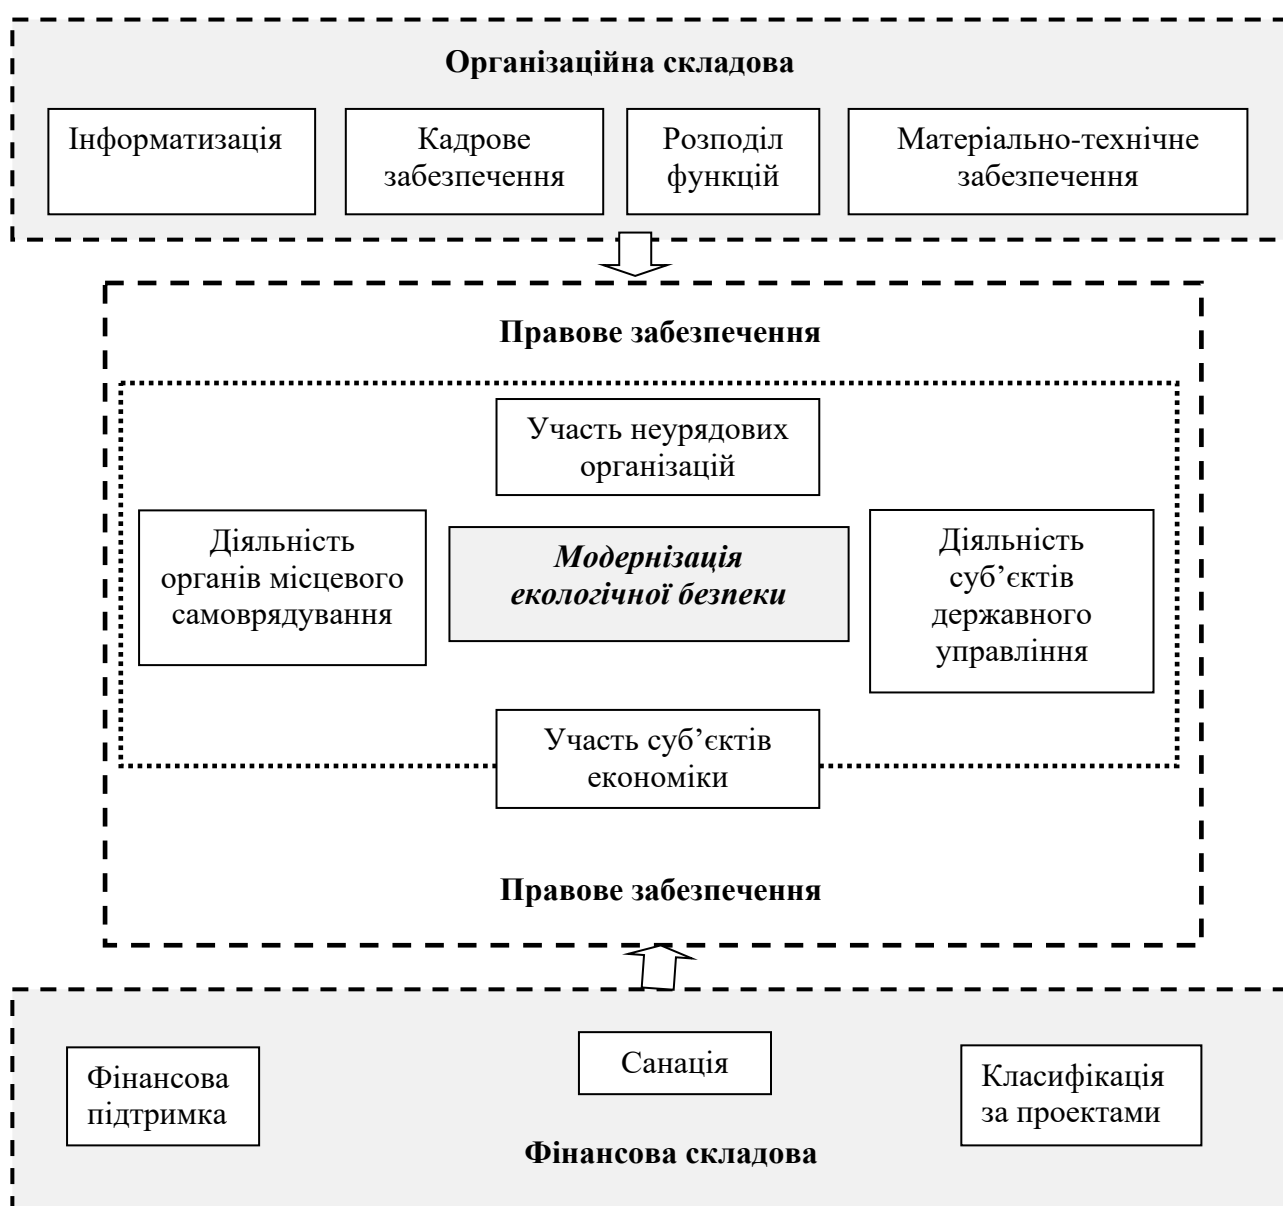 Організаційна складова
Інформатизація
Кадрове
забезпечення
Розподіл
функцій
Матеріально-технічне
забезпечення
Правове забезпечення
Участь неурядових
організацій
Діяльність
органів місцевого
самоврядування
Модернізація
екологічної безпеки
Діяльність
суб’єктів
державного
управління
Участь суб’єктів
економіки
Правове забезпечення
Фінансова
підтримка
Санація
Класифікація
за проектами
Фінансова складова